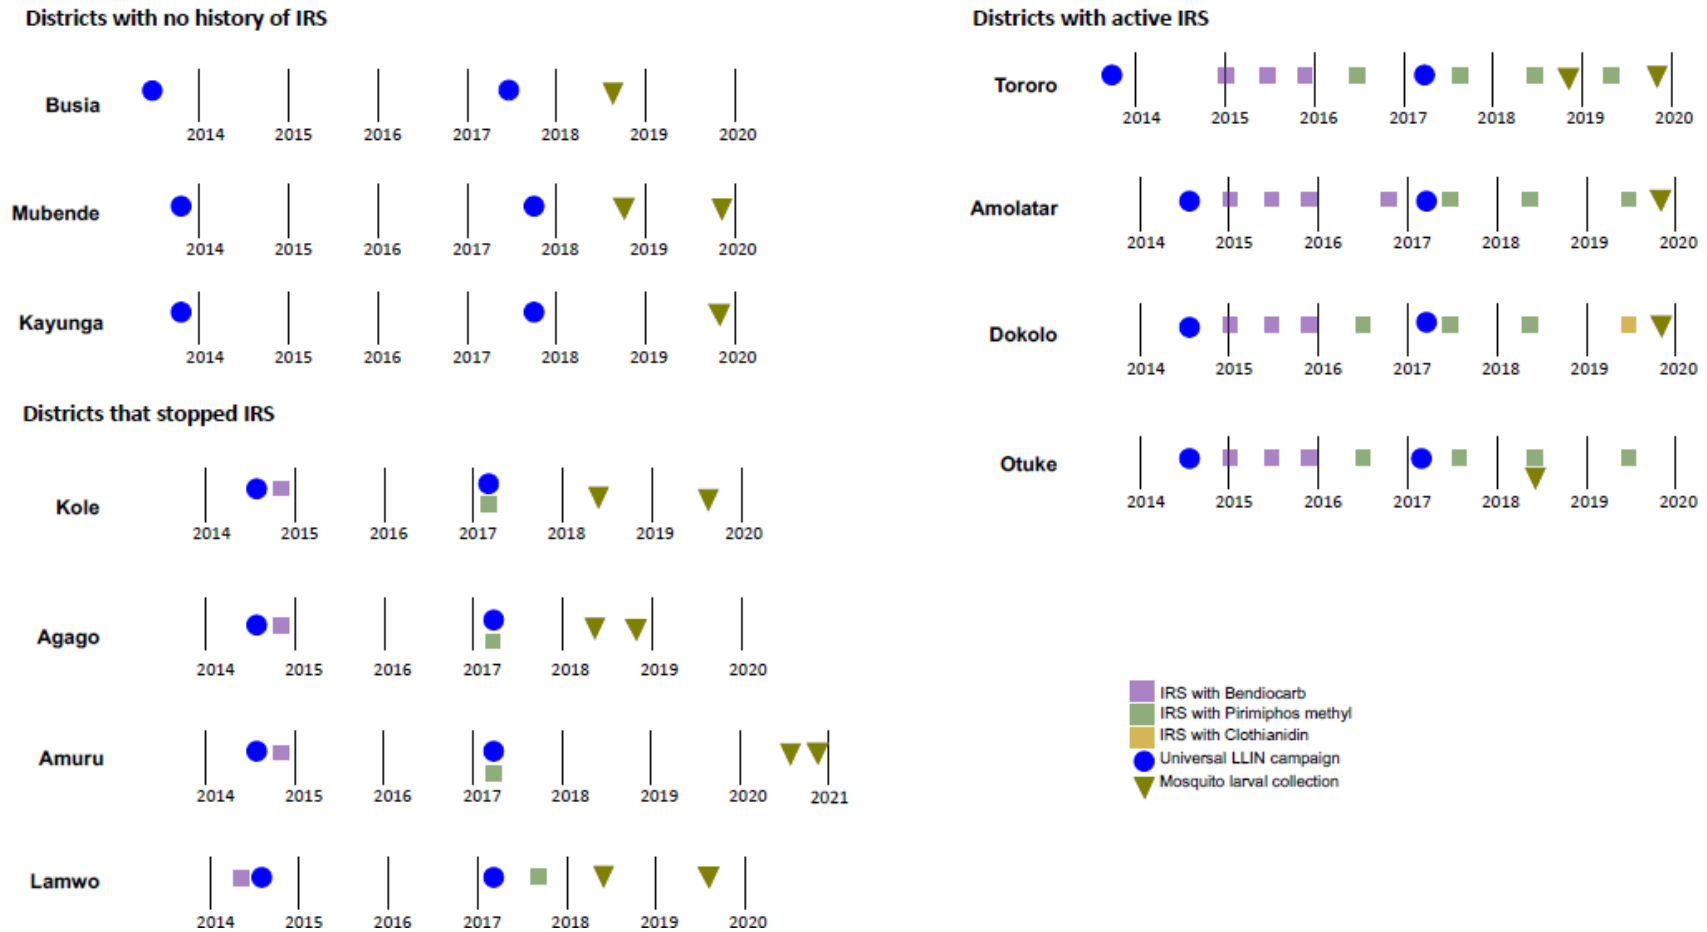 Districts with no history of IRS
Busia
2014 2015 2016 2017 2018 2019 2020
Mubende
2014 2015 2016 2017 2018 2019 2020
Kayunga
2014 2015 2016 2017 2018 2019 2020
Districts that stopped IRS
Kole
2014 2015 2016 2017 2018 2019 2020
Agago
2014 2015 2016 2017 2018 2019 2020
Amuru
2014 2015 2016 2017 2018 2019 2020 2021
Lamwo
2014 2015 2016 2017 2018 2019 2020
Districts with active IRS
Tororo
2014 2015 2016 2017 2018 2019 2020
Amolatar
2014 2015 2016 2017 2018 2019 2020
Dokolo
2014 2015 2016 2017 2018 2019 2020
Otuke
2014 2015 2016 2017 2018 2019 2020
IRS with Bendiocarb
IRS with Pirimiphos methyl
IRS with Clothianidin
Universal LLIN campaign
Mosquito larval collection